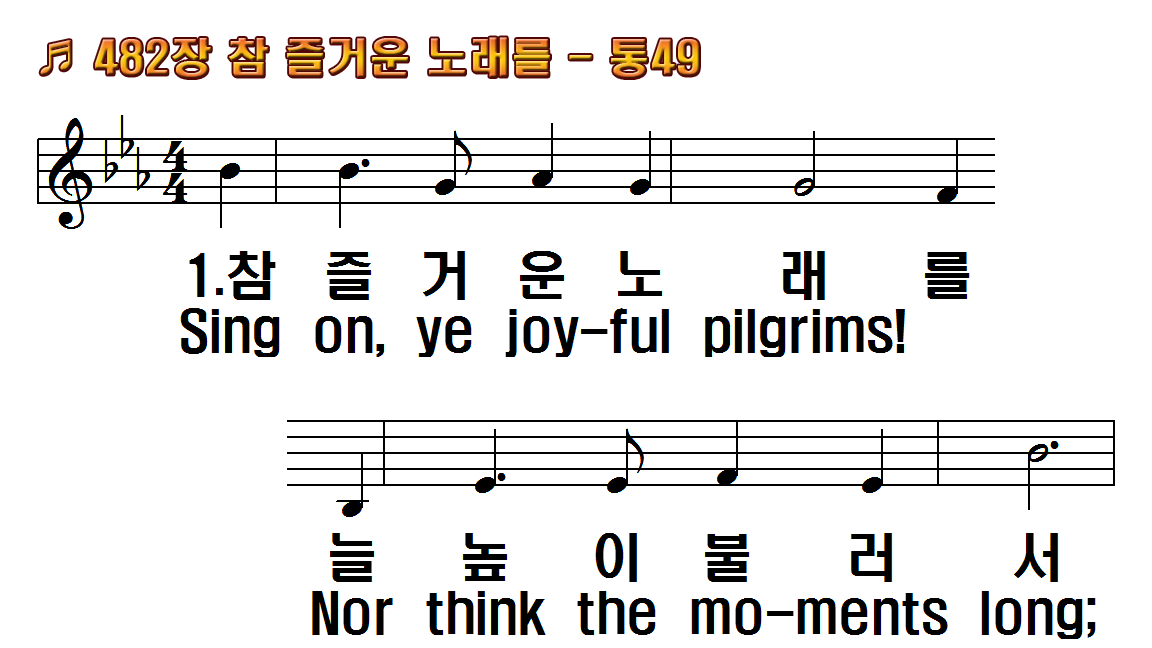 ♬ 482장 참 즐거운 노래를 - 통49
1.참 즐 거 운 노 래 를
Sing on, ye joy-ful pilgrims!
늘 높 이 불 러 서
Nor think the mo-ments long;